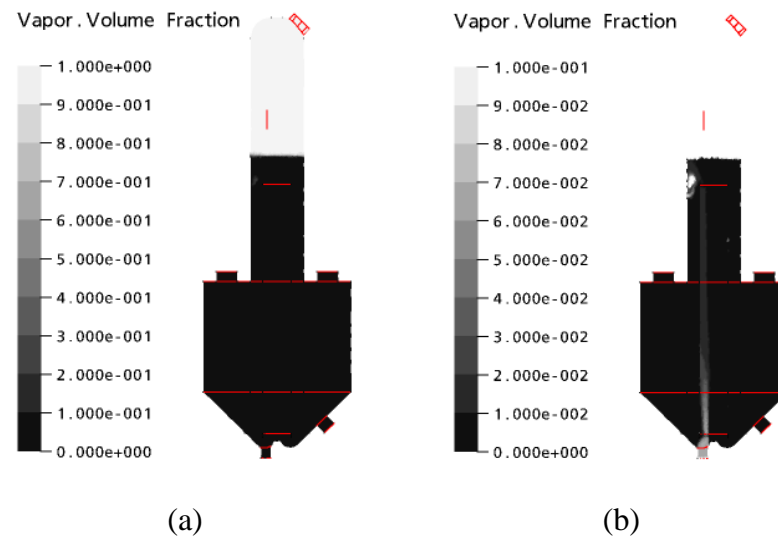 Vapor.Volume Fraction
1.000e+000
9.000e-001
8.000e-001
7.000e-001
6.000e-001
5.000e-001
4.000e-001
3.000e-001
2.000e-001
1.000e-001
0.000e+000
(a)
Vapor.Volume Fraction
1.000e-001
9.000e-002
8.000e-002
7.000e-002
6.000e-002
5.000e-002
4.000e-002
3.000e-002
2.000e-002
1.000e-002
0.000e+000
(b)